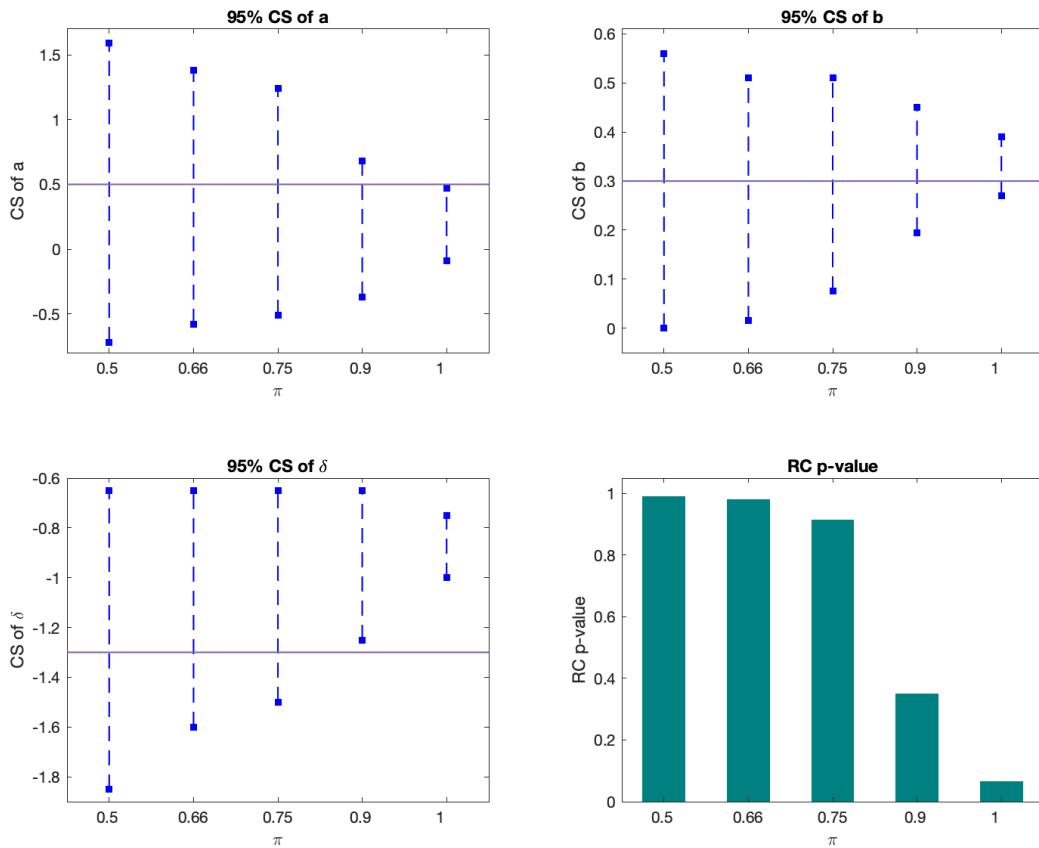 95% CS of a
CS of a
1.5
1
0.5
0
-0.5
0.5 0.66 0.75 0.9 1
π
95% CS of b
CS of b
0.6
0.5
0.4
0.3
0.2
0.1
0
0.5 0.66 0.75 0.9 1
π
95% CS of δ
CS of δ
-0.6
-0.8
-1
-1.2
-1.4
-1.6
-1.8
0.5 0.66 0.75 0.9 1
π
RC p-value
RC p-value
1
0.8
0.6
0.4
0.2
0
0.5 0.66 0.75 0.9 1
π